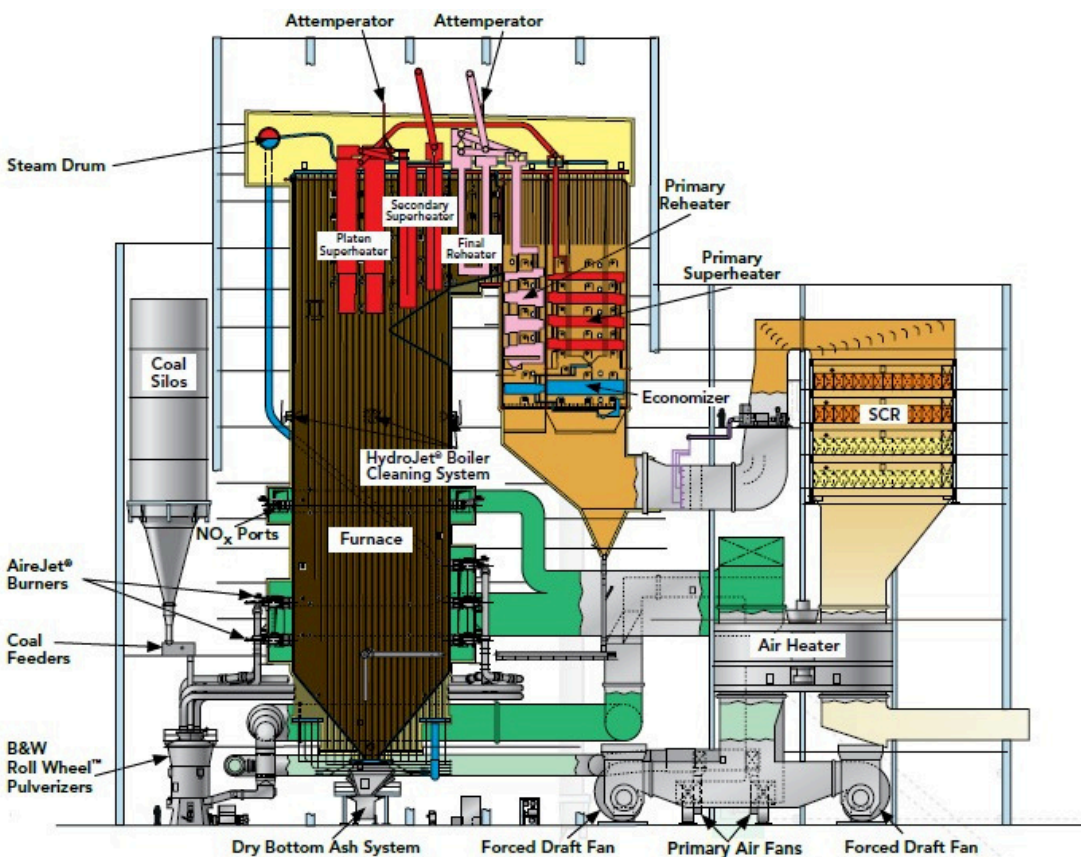 Attemperator
Attemperator
Steam Drum
Secondary
Superheater
Platen
Superheater
Final
Reheater
Primary
Reheater
Primary
Superheater
Coal
Silos
Economizer
SCR
HydroJet® Boiler
Cleaning System
NOx Ports
Furnace
AireJet®
Burners
Coal
Feeders
Air Heater
B&W
Roll Wheel™
Pulverizers
Dry Bottom Ash System
Forced Draft Fan
Primary Air Fans
Forced Draft Fan